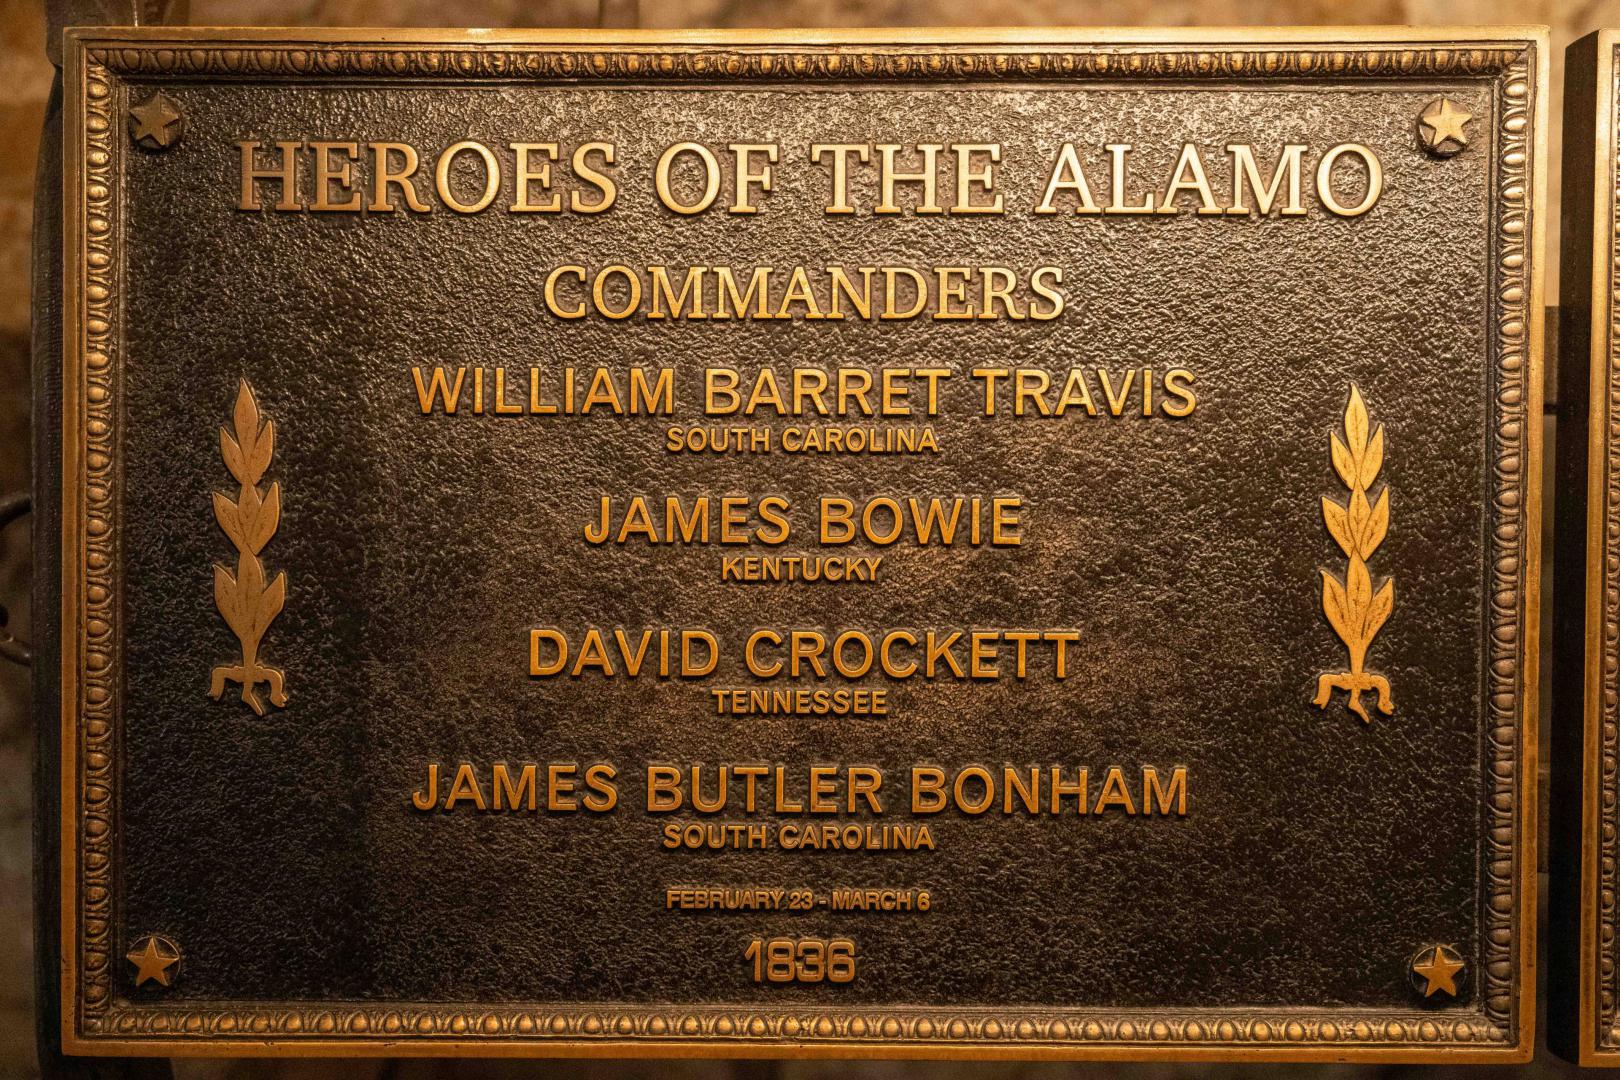 HEROES OF THE ALAMO
COMMANDERS
WILLIAM BARRET TRAVIS
SOUTH CAROLINA
JAMES BOWIE
KENTUCKY
DAVID CROCKETT
TENNESSEE
JAMES BUTLER BONHAM
SOUTH CAROLINA
FEBRUARY 23 - MARCH 6
1836